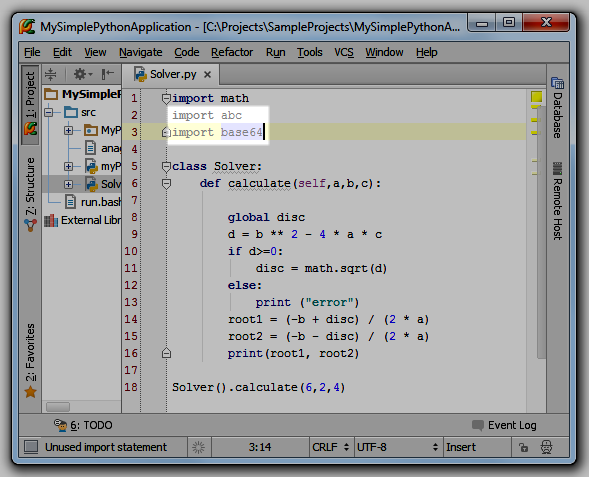 MySimplePythonApplication - [C:\Projects\SampleProjects\MySimplePythonA...
File Edit View Navigate Code Refactor Run Tools VCS Window Help
1: Project
Z: Structure
2: Favorites
MySimpleP
src
MyP
anag
myP
Solv
run.bash
External Libr
Solver.py
1 import math
2 import abc
3 import base64
4
5 class Solver:
6 def calculate(self,a,b,c):
7
8 global disc
9 d = b ** 2 - 4 * a * c
10 if d>=0:
11 disc = math.sqrt(d)
12 else:
13 print ("error")
14 root1 = (-b + disc) / (2 * a)
15 root2 = (-b - disc) / (2 * a)
16 print(root1, root2)
17
18 Solver().calculate(6,2,4)
Database
Remote Host
6: TODO
Event Log
Unused import statement 3:14 CRLF UTF-8 Insert